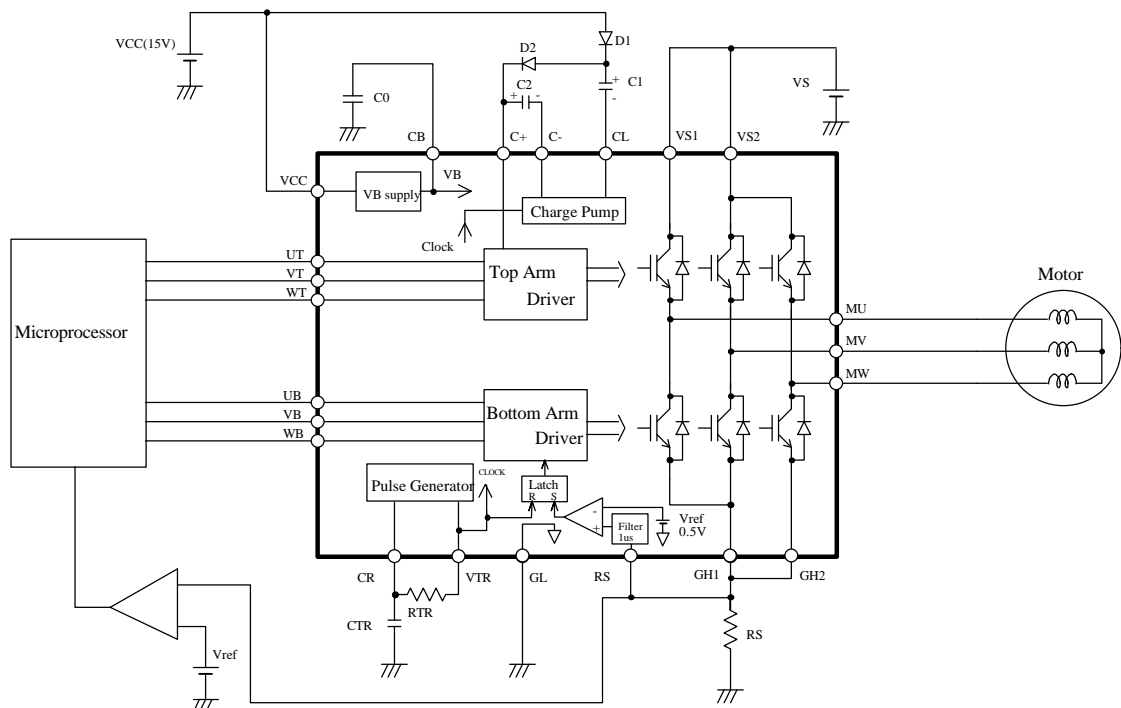 VCC(15V)
D2
D1
C2
+ -
+
-
C1
C0
VS
CB
C+
C-
CL
VS1
VS2
VCC
VB supply
VB
Charge Pump
Clock
UT
VT
WT
Top Arm
Driver
Motor
Microprocessor
MU
MV
MW
UB
VB
WB
Bottom Arm
Driver
Pulse Generator
CLOCK
Latch
R S
-
+
Filter
1us
Vref
0.5V
CR
VTR
GL
RS
GH1
GH2
RTR
CTR
RS
Vref